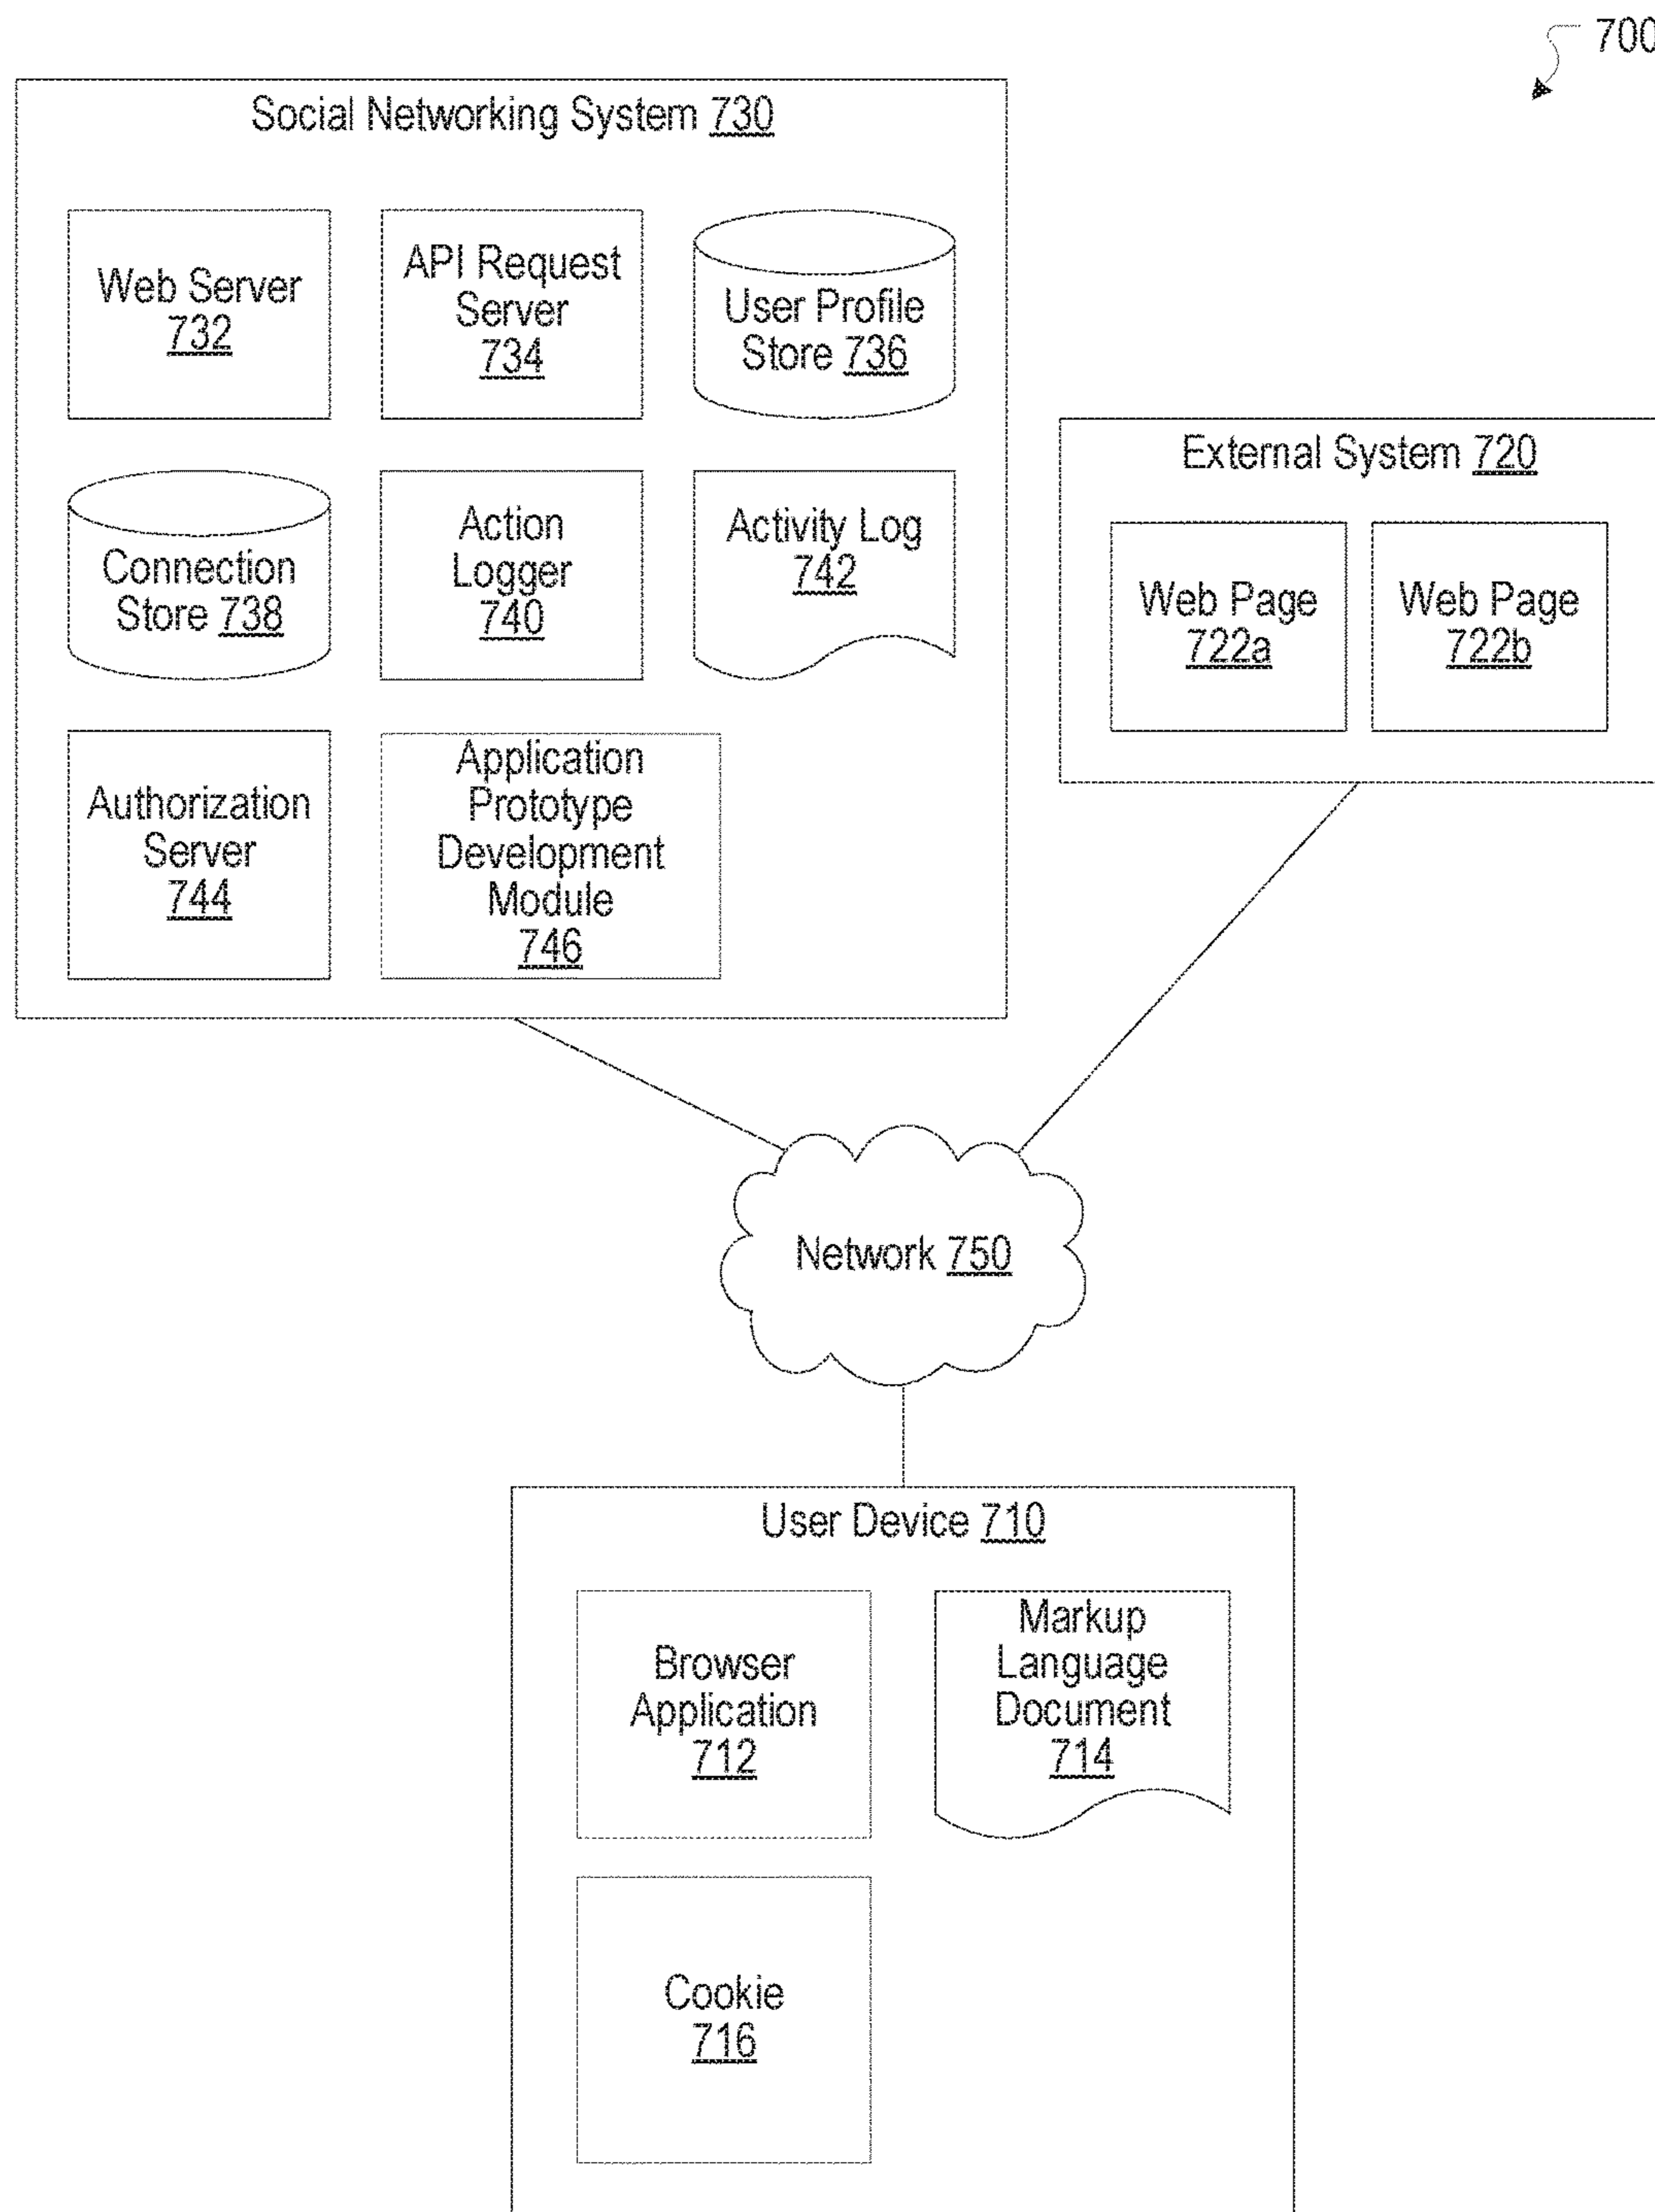 700
Social Networking System 730
Web Server
732
API Request
Server
734
User Profile
Store 736
Connection
Store 738
Action
Logger
740
Activity Log
742
Authorization
Server
744
Application
Prototype
Development
Module
746
External System 720
Web Page
722a
Web Page
722b
Network 750
User Device 710
Browser
Application
712
Markup
Language
Document
714
Cookie
716